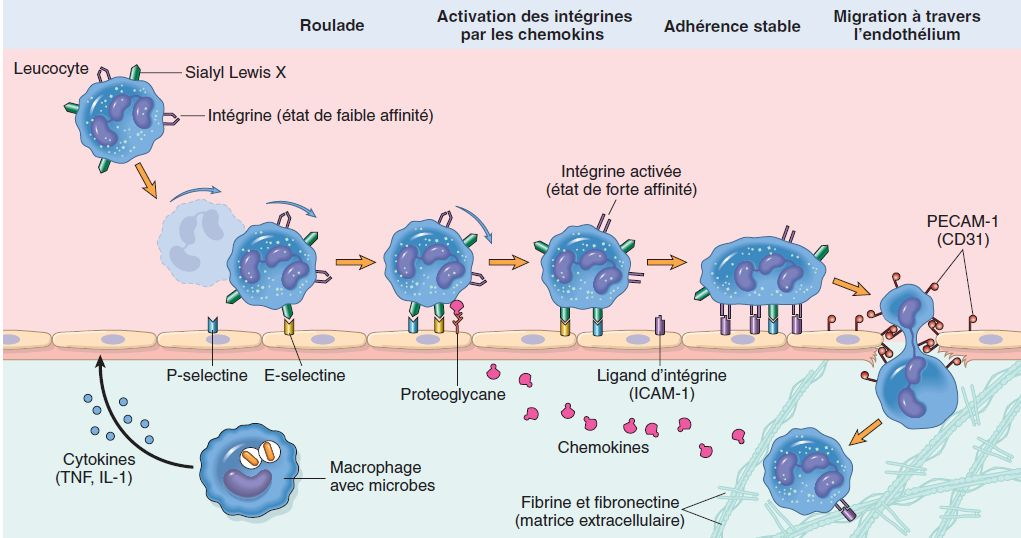 Roulade
Activation des intégrines
par les chemokins
Adhérence stable
Migration à travers
l'endothélium
Leucocyte
Sialyl Lewis X
Intégrine (état de faible affinité)
Intégrine activée
(état de forte affinité)
PECAM-1
(CD31)
P-selectine
E-selectine
Proteoglycane
Ligand d'intégrine
(ICAM-1)
Chemokines
Cytokines
(TNF, IL-1)
Macrophage
avec microbes
Fibrine et fibronectine
(matrice extracellulaire)